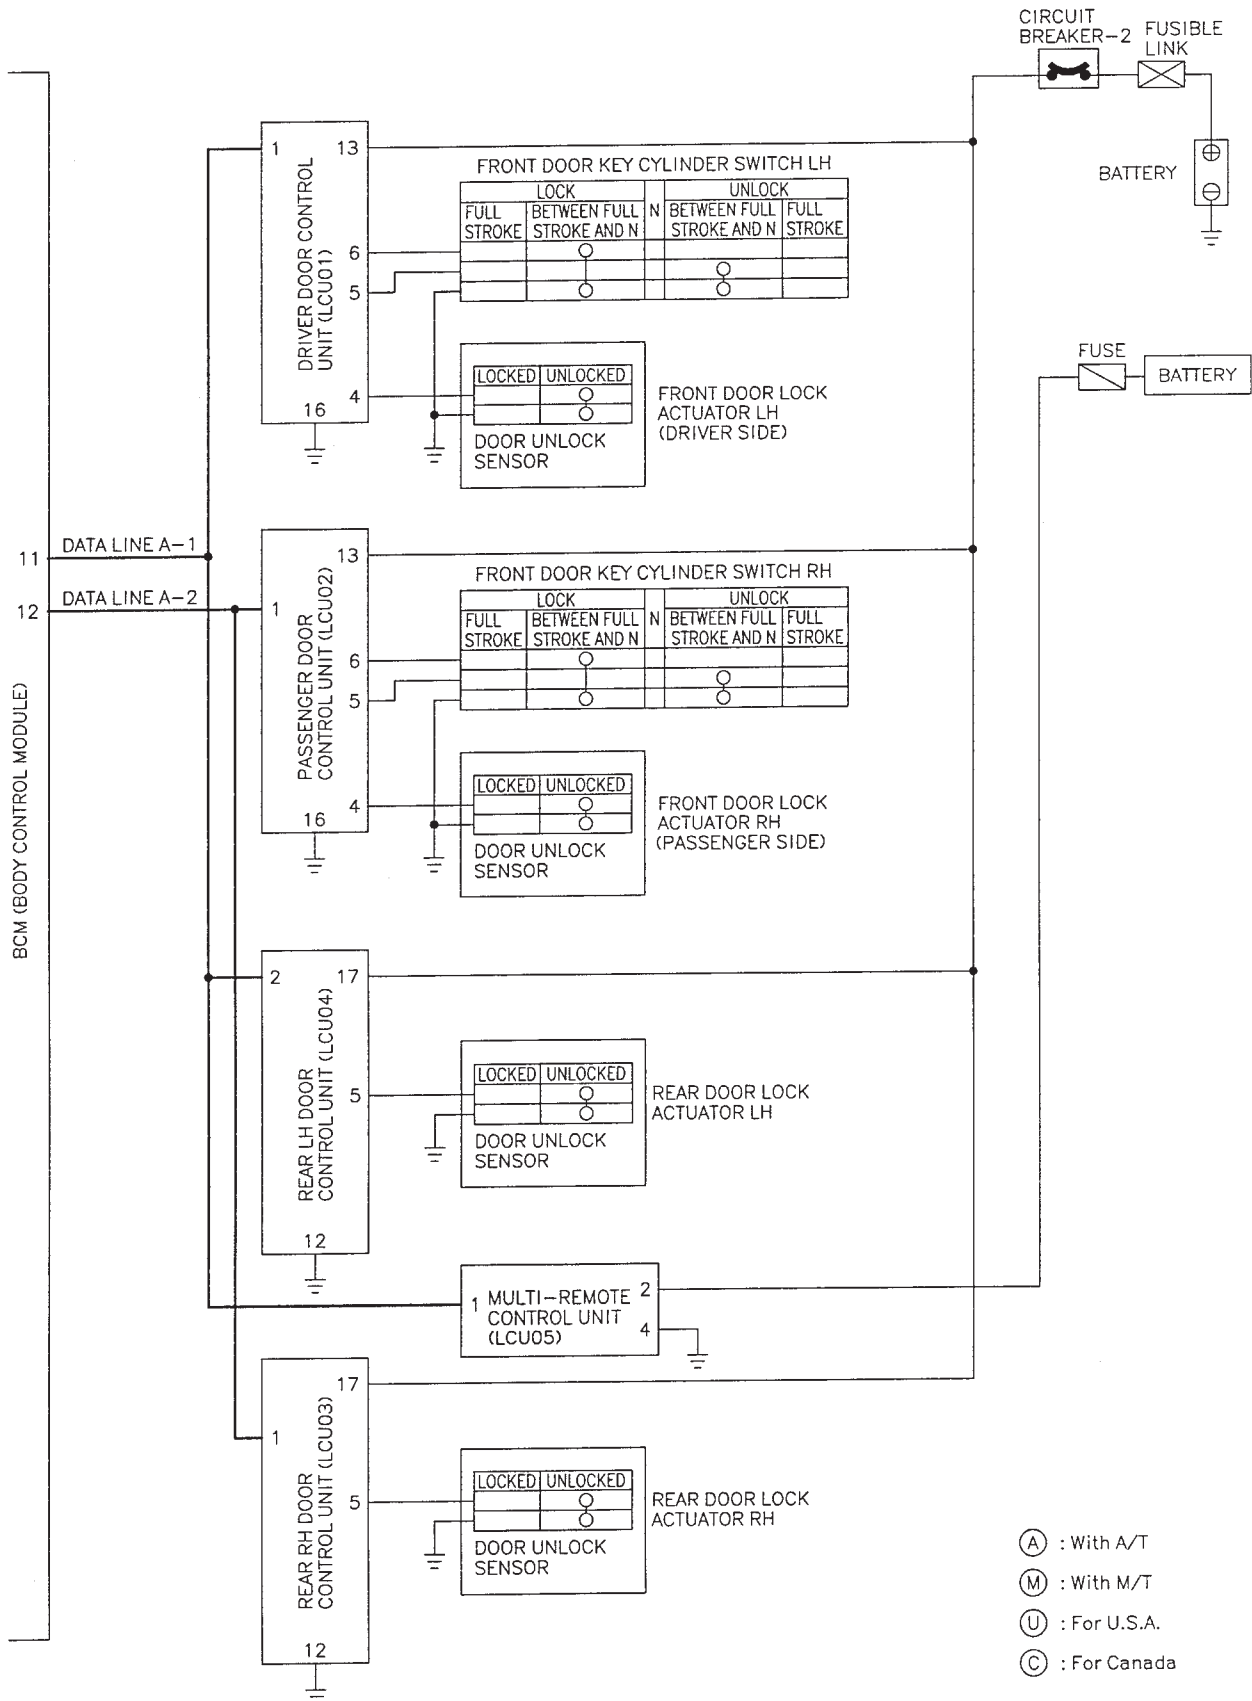 CIRCUIT
BREAKER-2
FUSIBLE
LINK
BATTERY
FUSE
BATTERY
BCM (BODY CONTROL MODULE)
11
DATA LINE A-1
12
DATA LINE A-2
1
13
DRIVER DOOR CONTROL
UNIT (LCU01)
6
5
4
16
FRONT DOOR KEY CYLINDER SWITCH LH
LOCK
UNLOCK
FULL
STROKE
BETWEEN FULL
STROKE AND N
N
BETWEEN FULL
STROKE AND N
FULL
STROKE
LOCKED
UNLOCKED
DOOR UNLOCK
SENSOR
FRONT DOOR LOCK
ACTUATOR LH
(DRIVER SIDE)
1
13
PASSENGER DOOR
CONTROL UNIT (LCU02)
6
5
4
16
FRONT DOOR KEY CYLINDER SWITCH RH
LOCK
UNLOCK
FULL
STROKE
BETWEEN FULL
STROKE AND N
N
BETWEEN FULL
STROKE AND N
FULL
STROKE
LOCKED
UNLOCKED
DOOR UNLOCK
SENSOR
FRONT DOOR LOCK
ACTUATOR RH
(PASSENGER SIDE)
2
17
REAR LH DOOR
CONTROL UNIT (LCU04)
5
12
LOCKED
UNLOCKED
DOOR UNLOCK
SENSOR
REAR DOOR LOCK
ACTUATOR LH
1
MULTI-REMOTE
CONTROL UNIT
(LCU05)
2
4
17
1
REAR RH DOOR
CONTROL UNIT (LCU03)
5
12
LOCKED
UNLOCKED
DOOR UNLOCK
SENSOR
REAR DOOR LOCK
ACTUATOR RH
A : With A/T
M : With M/T
U : For U.S.A.
C : For Canada